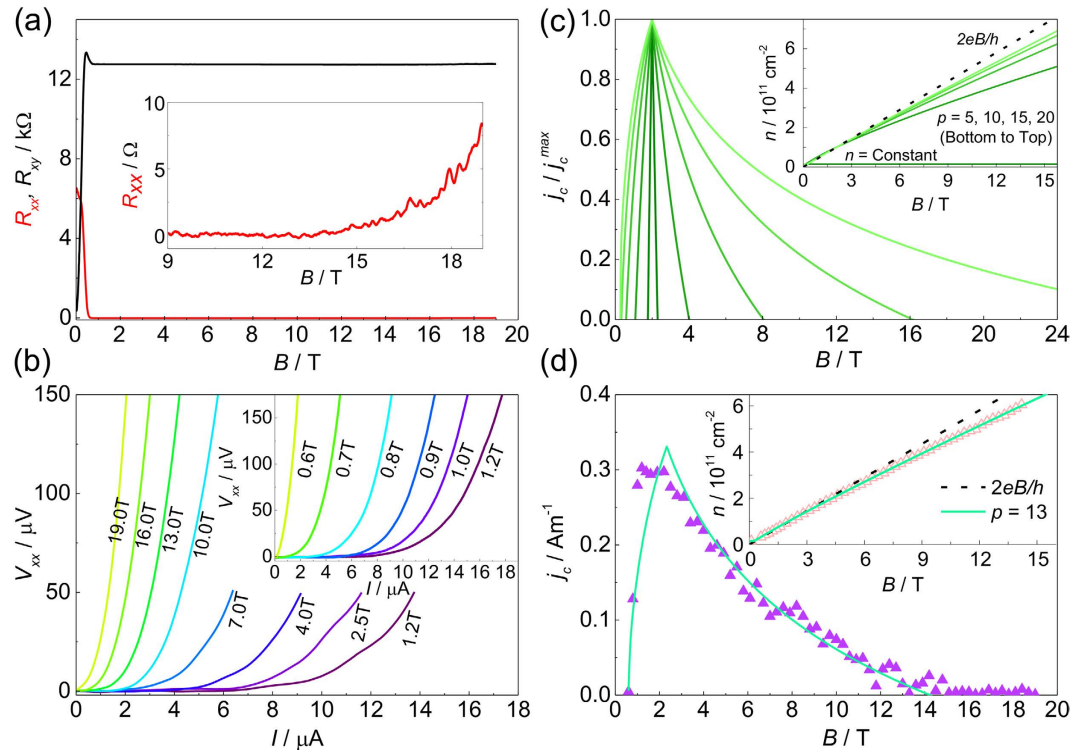 (a)
R_xx, R_xy / kΩ
12
9
6
3
0
0 2 4 6 8 10 12 14 16 18 20
B / T
R_XX / Ω
10
5
0
9 12 15 18
B / T
(b)
V_xx / μV
150
100
50
0
0 2 4 6 8 10 12 14 16 18
I / μA
19.0T
16.0T
13.0T
10.0T
7.0T
4.0T
2.5T
1.2T
V_xx / μV
150
100
50
0
0 2 4 6 8 10 12 14 16 18
I / μA
0.6T
0.7T
0.8T
0.9T
1.0T
1.2T
(c)
j_c / j_c^max
1.0
0.8
0.6
0.4
0.2
0.0
0 4 8 12 16 20 24
B / T
n / 10^11 cm^-2
6
4
2
0
0 3 6 9 12 15
B / T
2eB/h
p = 5, 10, 15, 20
(Bottom to Top)
n = Constant
(d)
j_c / Am^-1
0.4
0.3
0.2
0.1
0.0
0 2 4 6 8 10 12 14 16 18 20
B / T
n / 10^11 cm^-2
6
4
2
0
0 3 6 9 12 15
B / T
2eB/h
p = 13